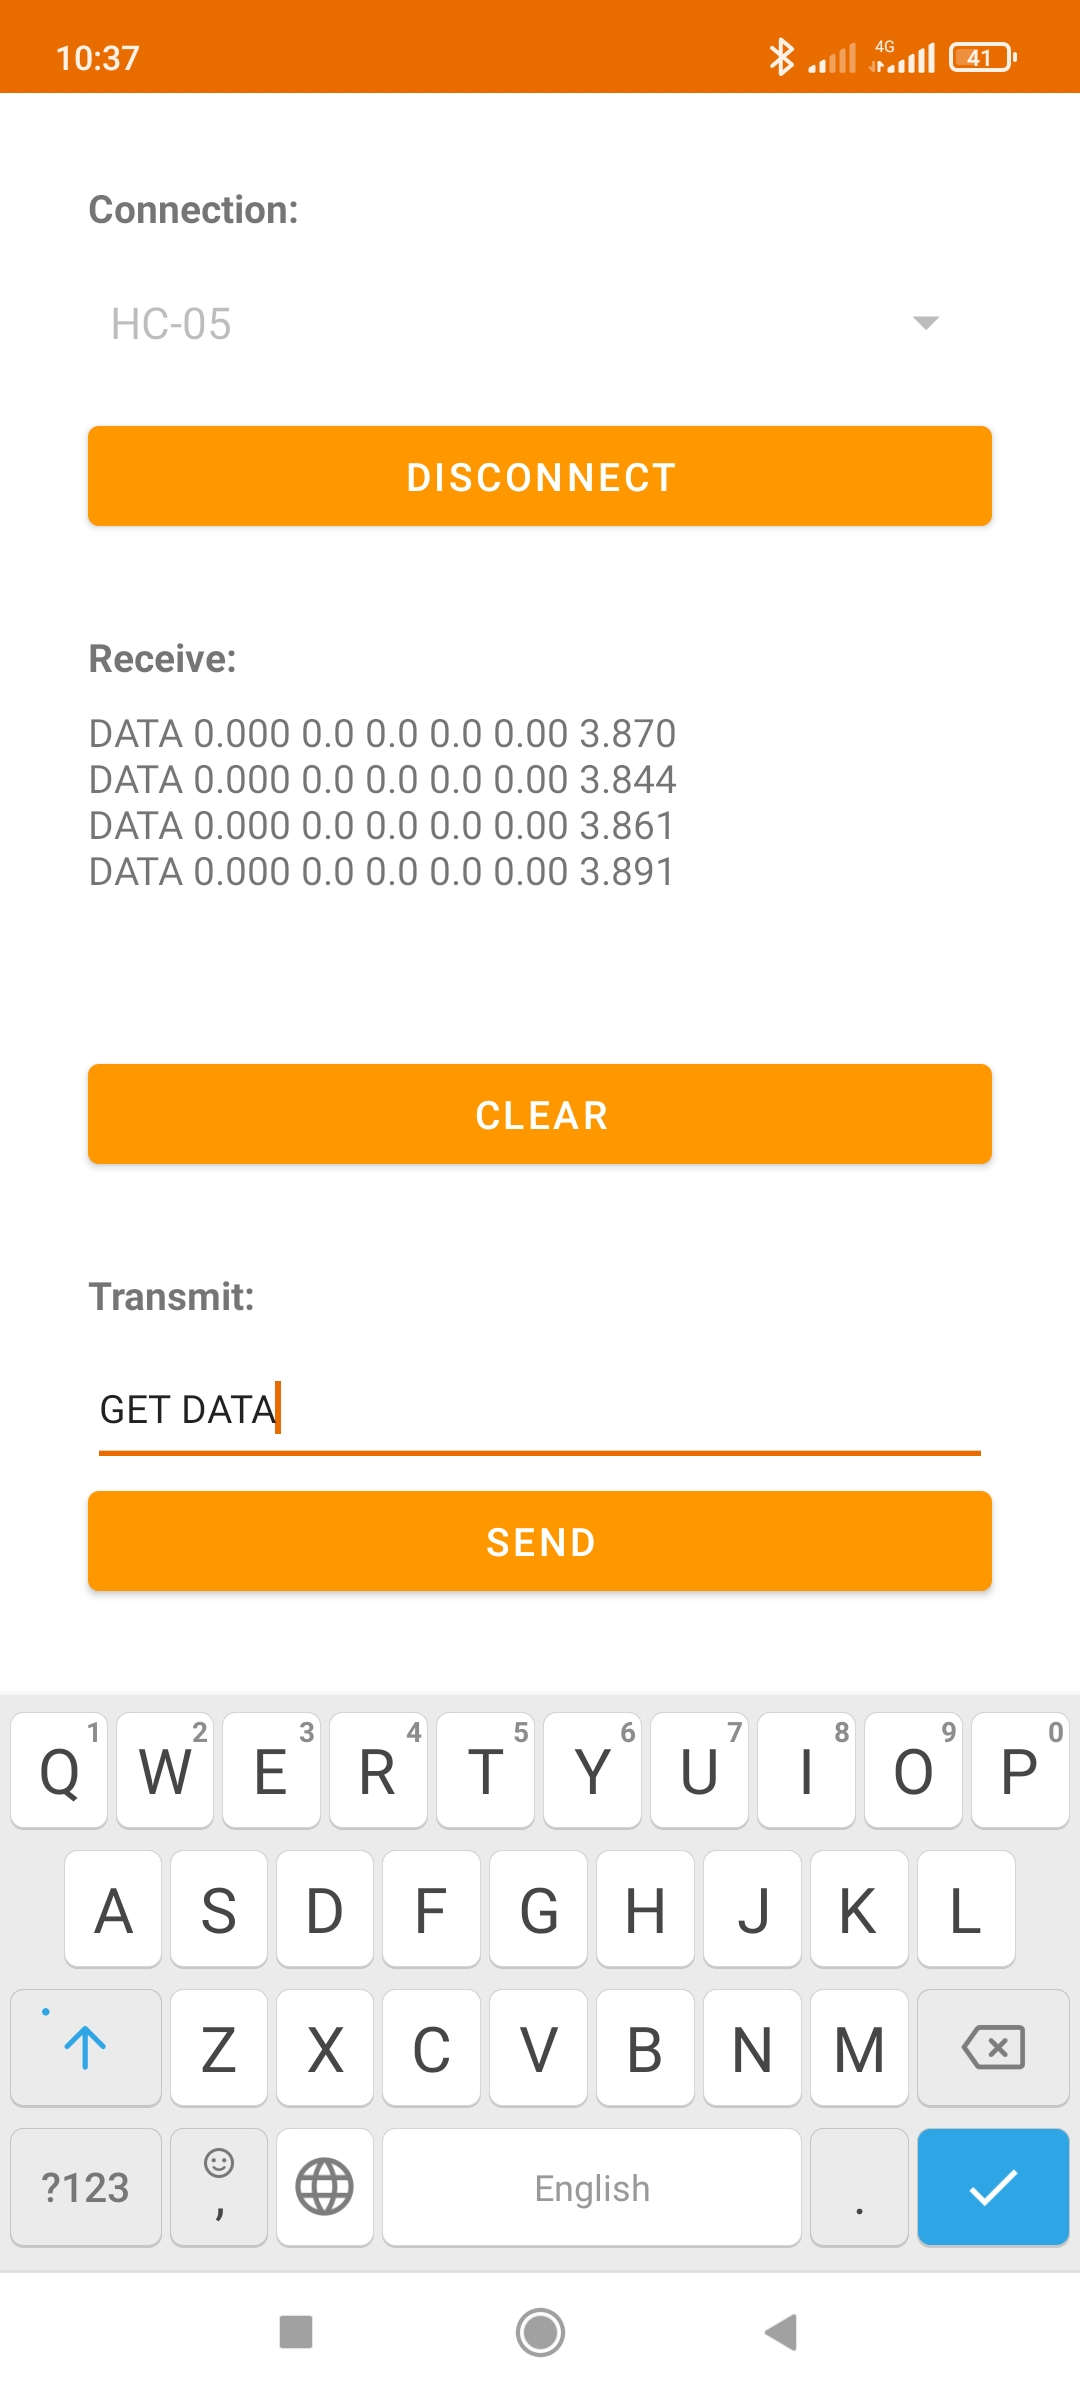 10:37
4G
41
Connection:
HC-05
DISCONNECT
Receive:
DATA 0.000 0.0 0.0 0.0 0.00 3.870
DATA 0.000 0.0 0.0 0.0 0.00 3.844
DATA 0.000 0.0 0.0 0.0 0.00 3.861
DATA 0.000 0.0 0.0 0.0 0.00 3.891
CLEAR
Transmit:
GET DATA
SEND
1 2 3 4 5 6 7 8 9 0
Q W E R T Y U I O P
A S D F G H J K L
Z X C V B N M
?123 , English .